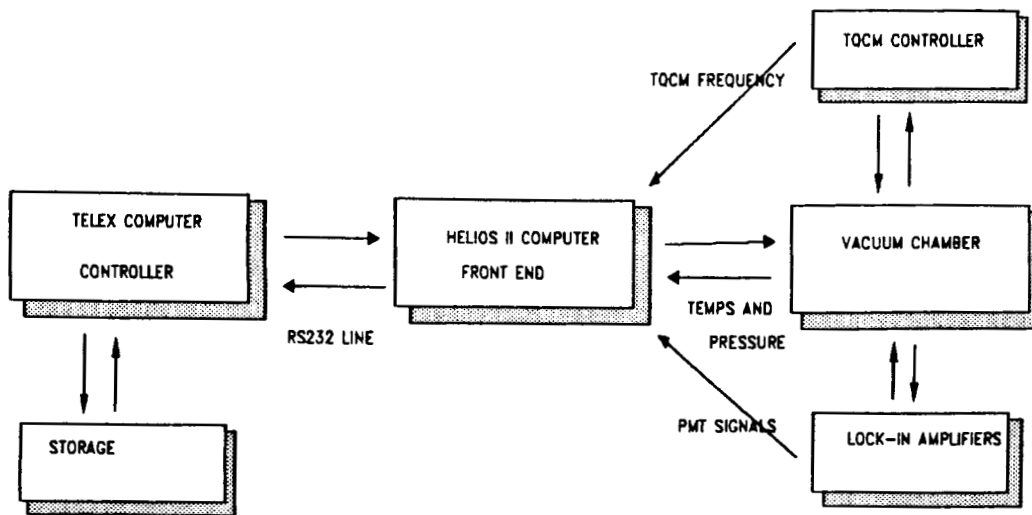 TQCM CONTROLLER
TQCM FREQUENCY
TELEX COMPUTER
CONTROLLER
HELIOS II COMPUTER
FRONT END
VACUUM CHAMBER
RS232 LINE
TEMPS AND
PRESSURE
STORAGE
PMT SIGNALS
LOCK-IN AMPLIFIERS